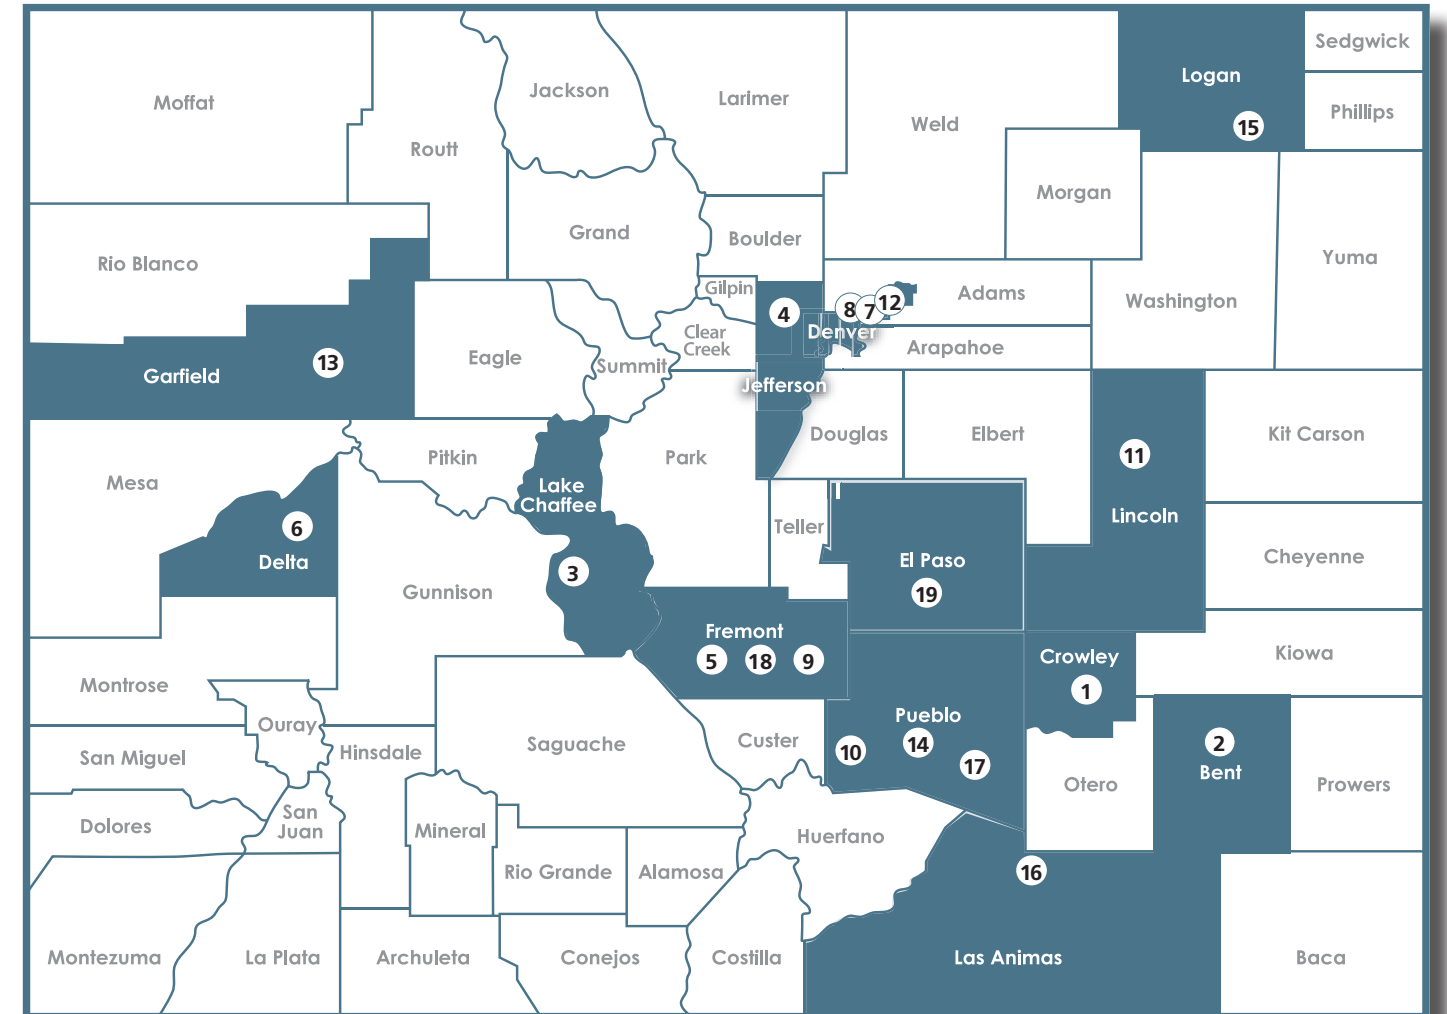 Sedgwick
Logan
Jackson
Larimer
Moffat
Phillips
Weld
15
Routt
Morgan
Grand
Boulder
Rio Blanco
Yuma
Gilpin
Adams
Washington
4
8
7
12
Clear
Creek
Denver
Arapahoe
Eagle
Summit
13
Garfield
Jefferson
Douglas
Elbert
Kit Carson
Pitkin
Park
11
Mesa
Lake
Chaffee
Lincoln
6
Teller
Delta
El Paso
Cheyenne
3
Gunnison
19
Fremont
5
18
9
Crowley
1
Kiowa
Montrose
Pueblo
Ouray
Hinsdale
Saguache
Custer
10
14
17
2
Bent
San Miguel
Otero
Prowers
San
Juan
Dolores
Mineral
Huerfano
Rio Grande
Alamosa
16
Montezuma
La Plata
Archuleta
Conejos
Costilla
Las Animas
Baca